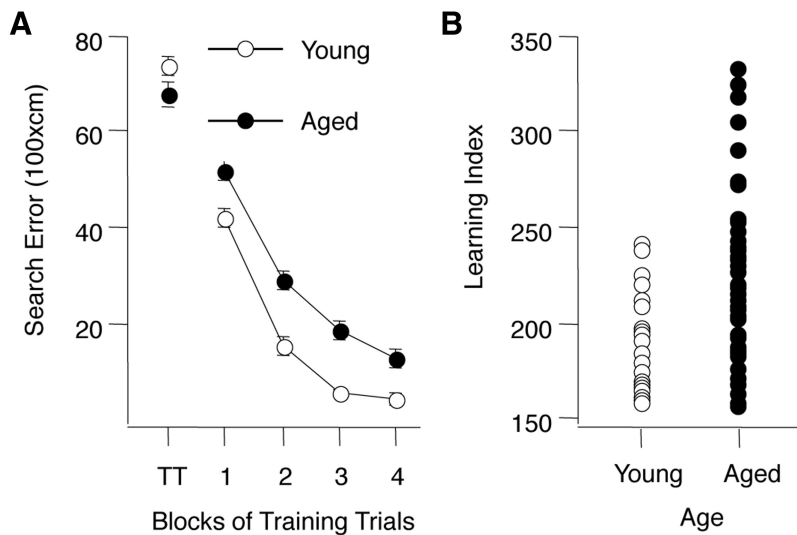 A
80
60
40
20
Search Error (100xcm)
Young
Aged
TT 1 2 3 4
Blocks of Training Trials
B
350
300
250
200
150
Learning Index
Young Aged
Age